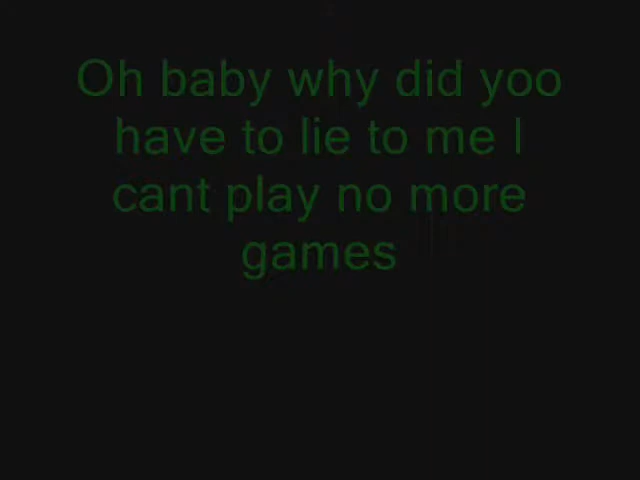 Oh baby why did yoo
have to lie to me I
cant play no more
games